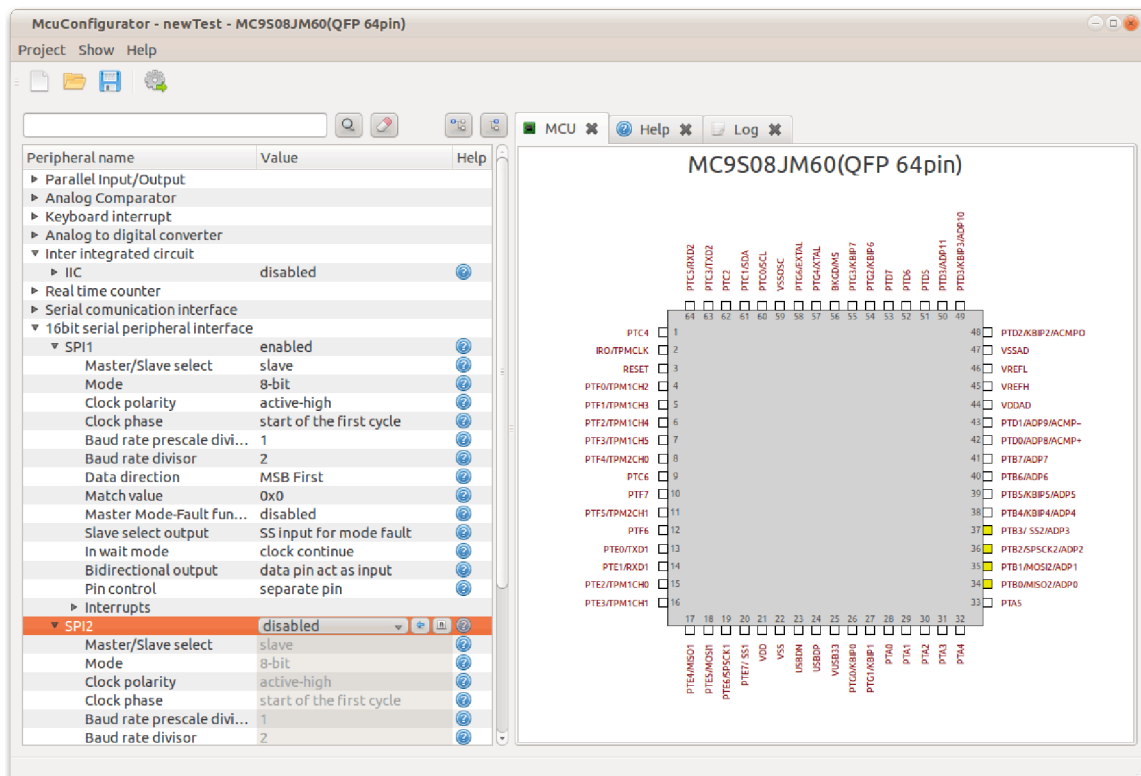 McuConfigurator - newTest - MC9S08JM60(QFP 64pin)
Project Show Help
MCU Help Log
Peripheral name Value Help
Parallel Input/Output
Analog Comparator
Keyboard interrupt
Analog to digital converter
Inter integrated circuit
IIC disabled
Real time counter
Serial comunication interface
16bit serial peripheral interface
SPI1 enabled
Master/Slave select slave
Mode 8-bit
Clock polarity active-high
Clock phase start of the first cycle
Baud rate prescale divi... 1
Baud rate divisor 2
Data direction MSB First
Match value 0x0
Master Mode-Fault fun... disabled
Slave select output SS input for mode fault
In wait mode clock continue
Bidirectional output data pin act as input
Pin control separate pin
Interrupts
SPI2 disabled
Master/Slave select slave
Mode 8-bit
Clock polarity active-high
Clock phase start of the first cycle
Baud rate prescale divi... 1
Baud rate divisor 2
MC9S08JM60(QFP 64pin)
PTC5/RXD2
PTC3/TXD2
PTC2
PTC1/SDA
PTC0/SCL
VSSOSC
PTG6/EXTAL
PTG4/XTAL
BKGD/MS
PTG3/KBIP7
PTG2/KBIP6
PTD7
PTD6
PTD5
PTD3/ADP11
PTD3/KBIP3/ADP10
64 63 62 61 60 59 58 57 56 55 54 53 52 51 50 49
PTC4 1
IRO/TPMCLK 2
RESET 3
PTF0/TPM1CH2 4
PTF1/TPM1CH3 5
PTF2/TPM1CH4 6
PTF3/TPM1CH5 7
PTF4/TPM2CH0 8
PTC6 9
PTF7 10
PTF5/TPM2CH1 11
PTF6 12
PTE0/TXD1 13
PTE1/RXD1 14
PTE2/TPM1CH0 15
PTE3/TPM1CH1 16
48 PTD2/KBIP2/ACMPO
47 VSSAD
46 VREFL
45 VREFH
44 VDDAD
43 PTD1/ADP9/ACMP-
42 PTD0/ADP8/ACMP+
41 PTB7/ADP7
40 PTB6/ADP6
39 PTB5/KBIP5/ADP5
38 PTB4/KBIP4/ADP4
37 PTB3/ SS2/ADP3
36 PTB2/SPSCK2/ADP2
35 PTB1/MOSI2/ADP1
34 PTB0/MISO2/ADP0
33 PTA5
17 18 19 20 21 22 23 24 25 26 27 28 29 30 31 32
PTE4/MISO1
PTE5/MOSI1
PTE6/SPSCK1
PTE7/ SS1
VDD
VSS
USBDN
USBDP
VUSB33
PTG0/KBIP0
PTG1/KBIP1
PTA0
PTA1
PTA2
PTA3
PTA4